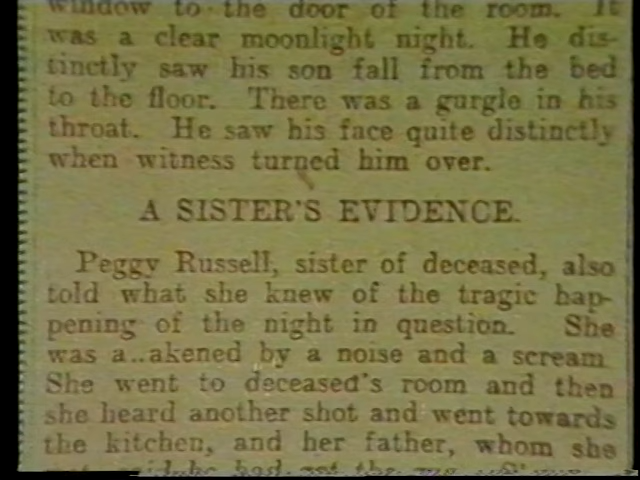 window to the door of the room. It
was a clear moonlight night. He dis-
tinctly saw his son fall from the bed
to the floor. There was a gurgle in his
throat. He saw his face quite distinctly
when witness turned him over.
A SISTER'S EVIDENCE.
Peggy Russell, sister of deceased, also
told what she knew of the tragic hap-
pening of the night in question. She
was a..akened by a noise and a scream
She went to deceased's room and then
she heard another shot and went towards
the kitchen, and her father, whom she
had got the